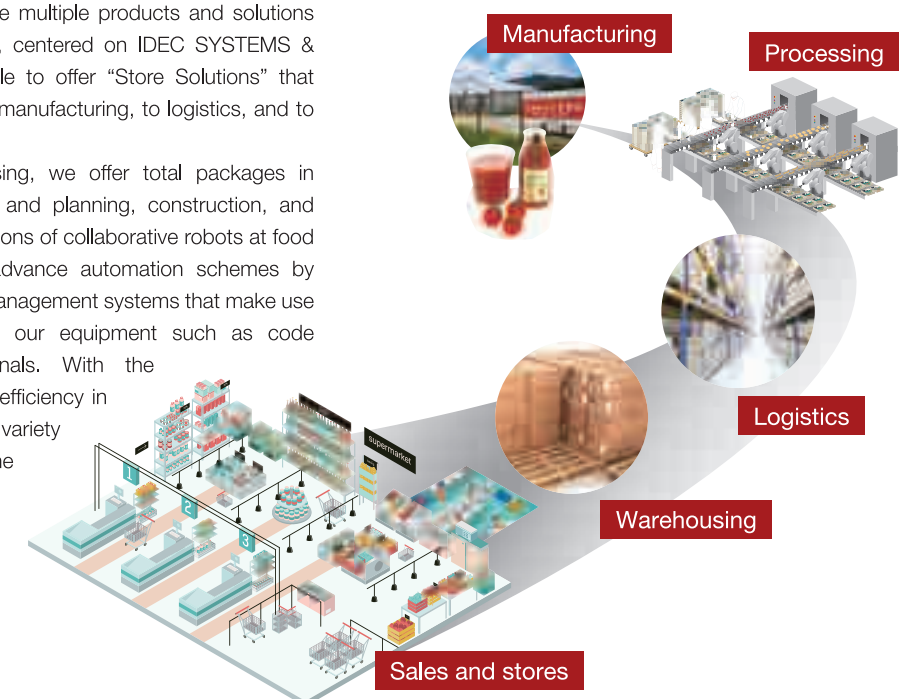 e multiple products and solutions
, centered on IDEC SYSTEMS &
le to offer “Store Solutions” that
manufacturing, to logistics, and to
sing, we offer total packages in
and planning, construction, and
ions of collaborative robots at food
advance automation schemes by
anagement systems that make use
our equipment such as code
nals. With the
efficiency in
variety
ne
Manufacturing
Processing
Logistics
Warehousing
supermarket
1
2
3
Sales and stores